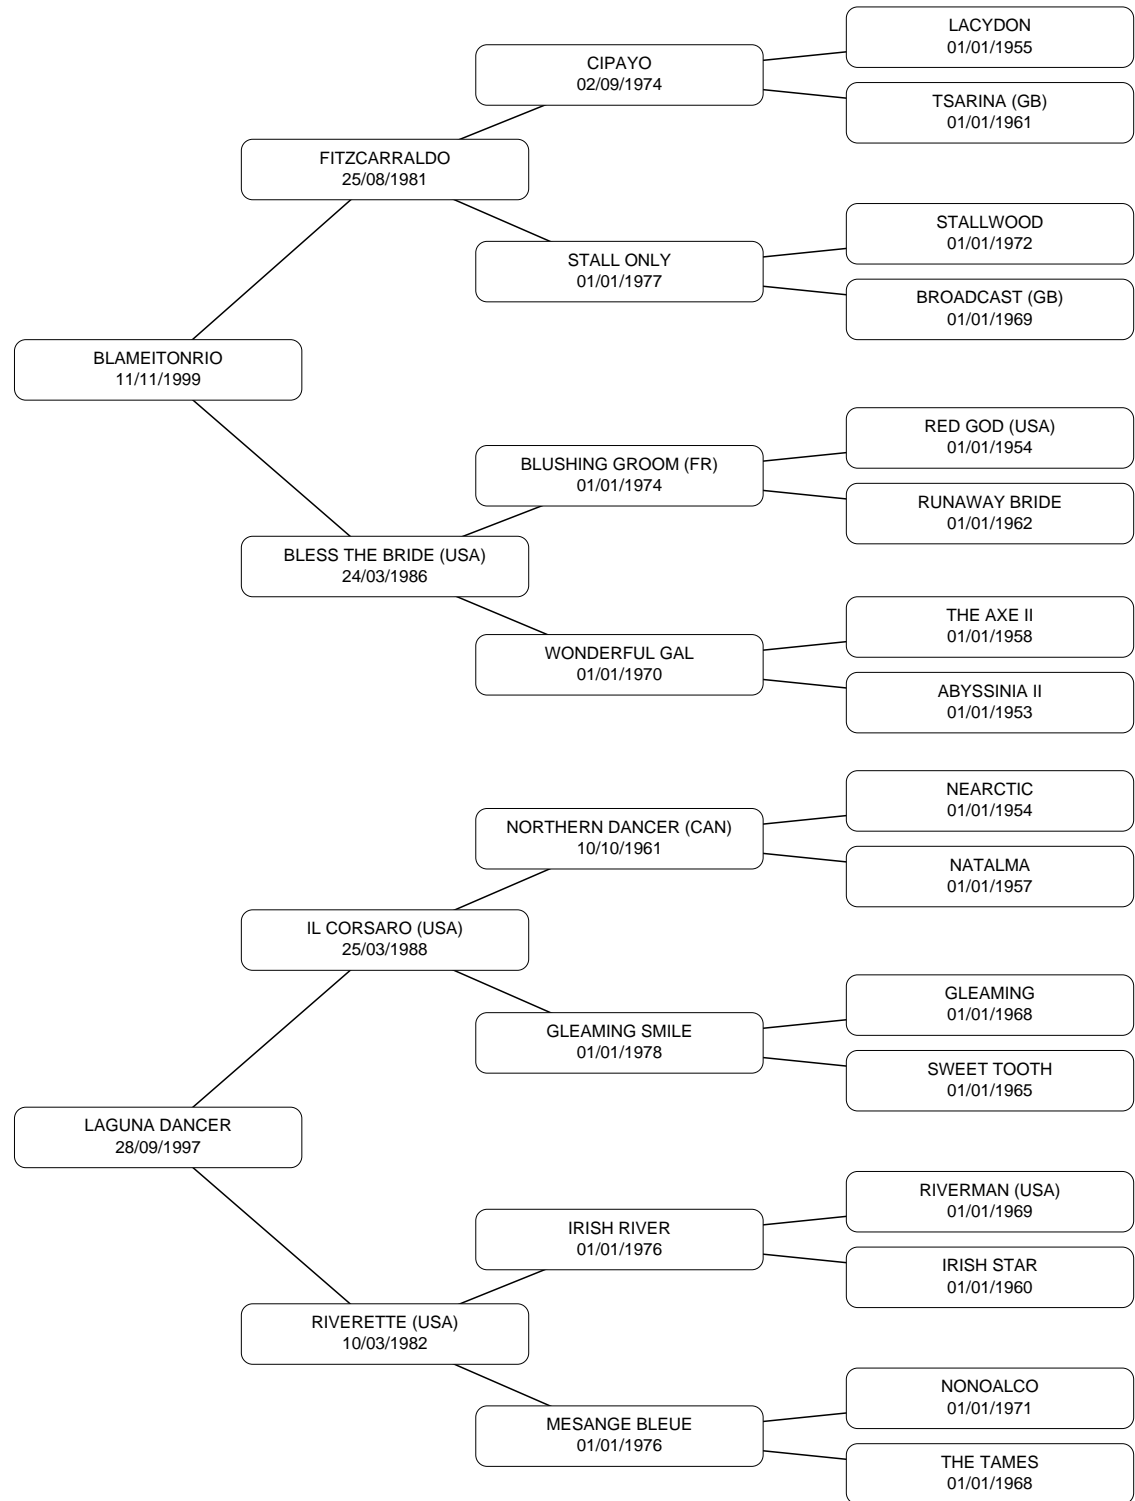 LACYDON
01/01/1955
CIPAYO
02/09/1974
TSARINA (GB)
01/01/1961
FITZCARRALDO
25/08/1981
STALLWOOD
01/01/1972
STALL ONLY
01/01/1977
BROADCAST (GB)
01/01/1969
BLAMEITONRIO
11/11/1999
RED GOD (USA)
01/01/1954
BLUSHING GROOM (FR)
01/01/1974
RUNAWAY BRIDE
01/01/1962
BLESS THE BRIDE (USA)
24/03/1986
THE AXE II
01/01/1958
WONDERFUL GAL
01/01/1970
ABYSSINIA II
01/01/1953
NEARCTIC
01/01/1954
NORTHERN DANCER (CAN)
10/10/1961
NATALMA
01/01/1957
IL CORSARO (USA)
25/03/1988
GLEAMING
01/01/1968
GLEAMING SMILE
01/01/1978
SWEET TOOTH
01/01/1965
LAGUNA DANCER
28/09/1997
RIVERMAN (USA)
01/01/1969
IRISH RIVER
01/01/1976
IRISH STAR
01/01/1960
RIVERETTE (USA)
10/03/1982
NONOALCO
01/01/1971
MESANGE BLEUE
01/01/1976
THE TAMES
01/01/1968